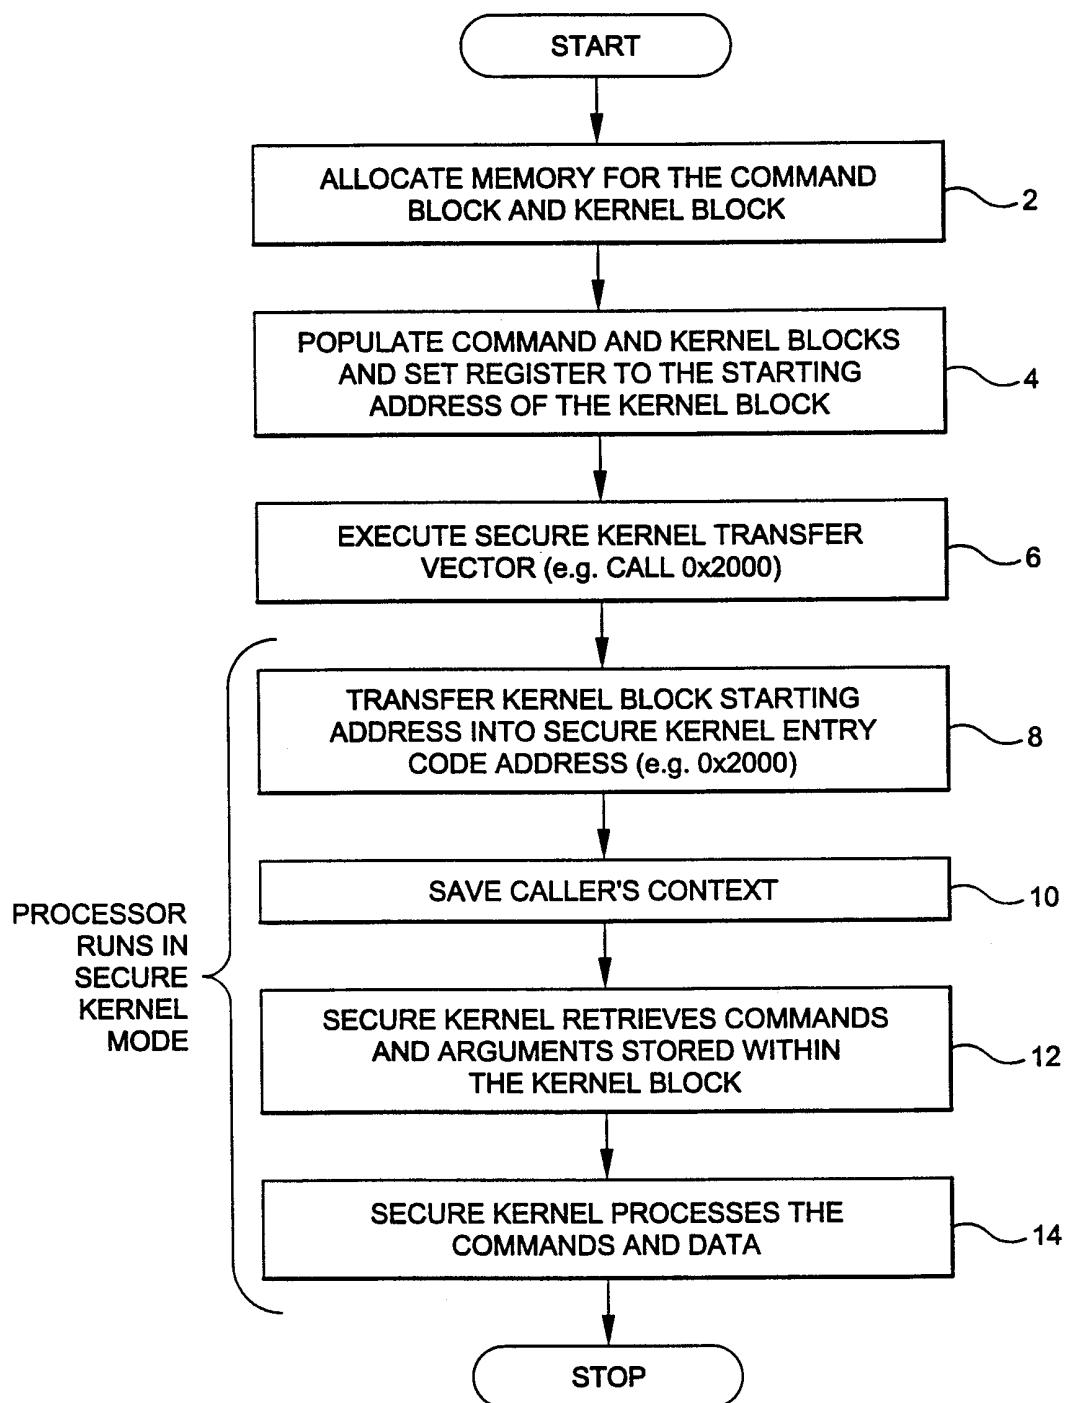 START
ALLOCATE MEMORY FOR THE COMMAND
BLOCK AND KERNEL BLOCK
2
POPULATE COMMAND AND KERNEL BLOCKS
AND SET REGISTER TO THE STARTING
ADDRESS OF THE KERNEL BLOCK
4
EXECUTE SECURE KERNEL TRANSFER
VECTOR (e.g. CALL 0x2000)
6
TRANSFER KERNEL BLOCK STARTING
ADDRESS INTO SECURE KERNEL ENTRY
CODE ADDRESS (e.g. 0x2000)
8
SAVE CALLER'S CONTEXT
10
PROCESSOR
RUNS IN
SECURE
KERNEL
MODE
SECURE KERNEL RETRIEVES COMMANDS
AND ARGUMENTS STORED WITHIN
THE KERNEL BLOCK
12
SECURE KERNEL PROCESSES THE
COMMANDS AND DATA
14
STOP